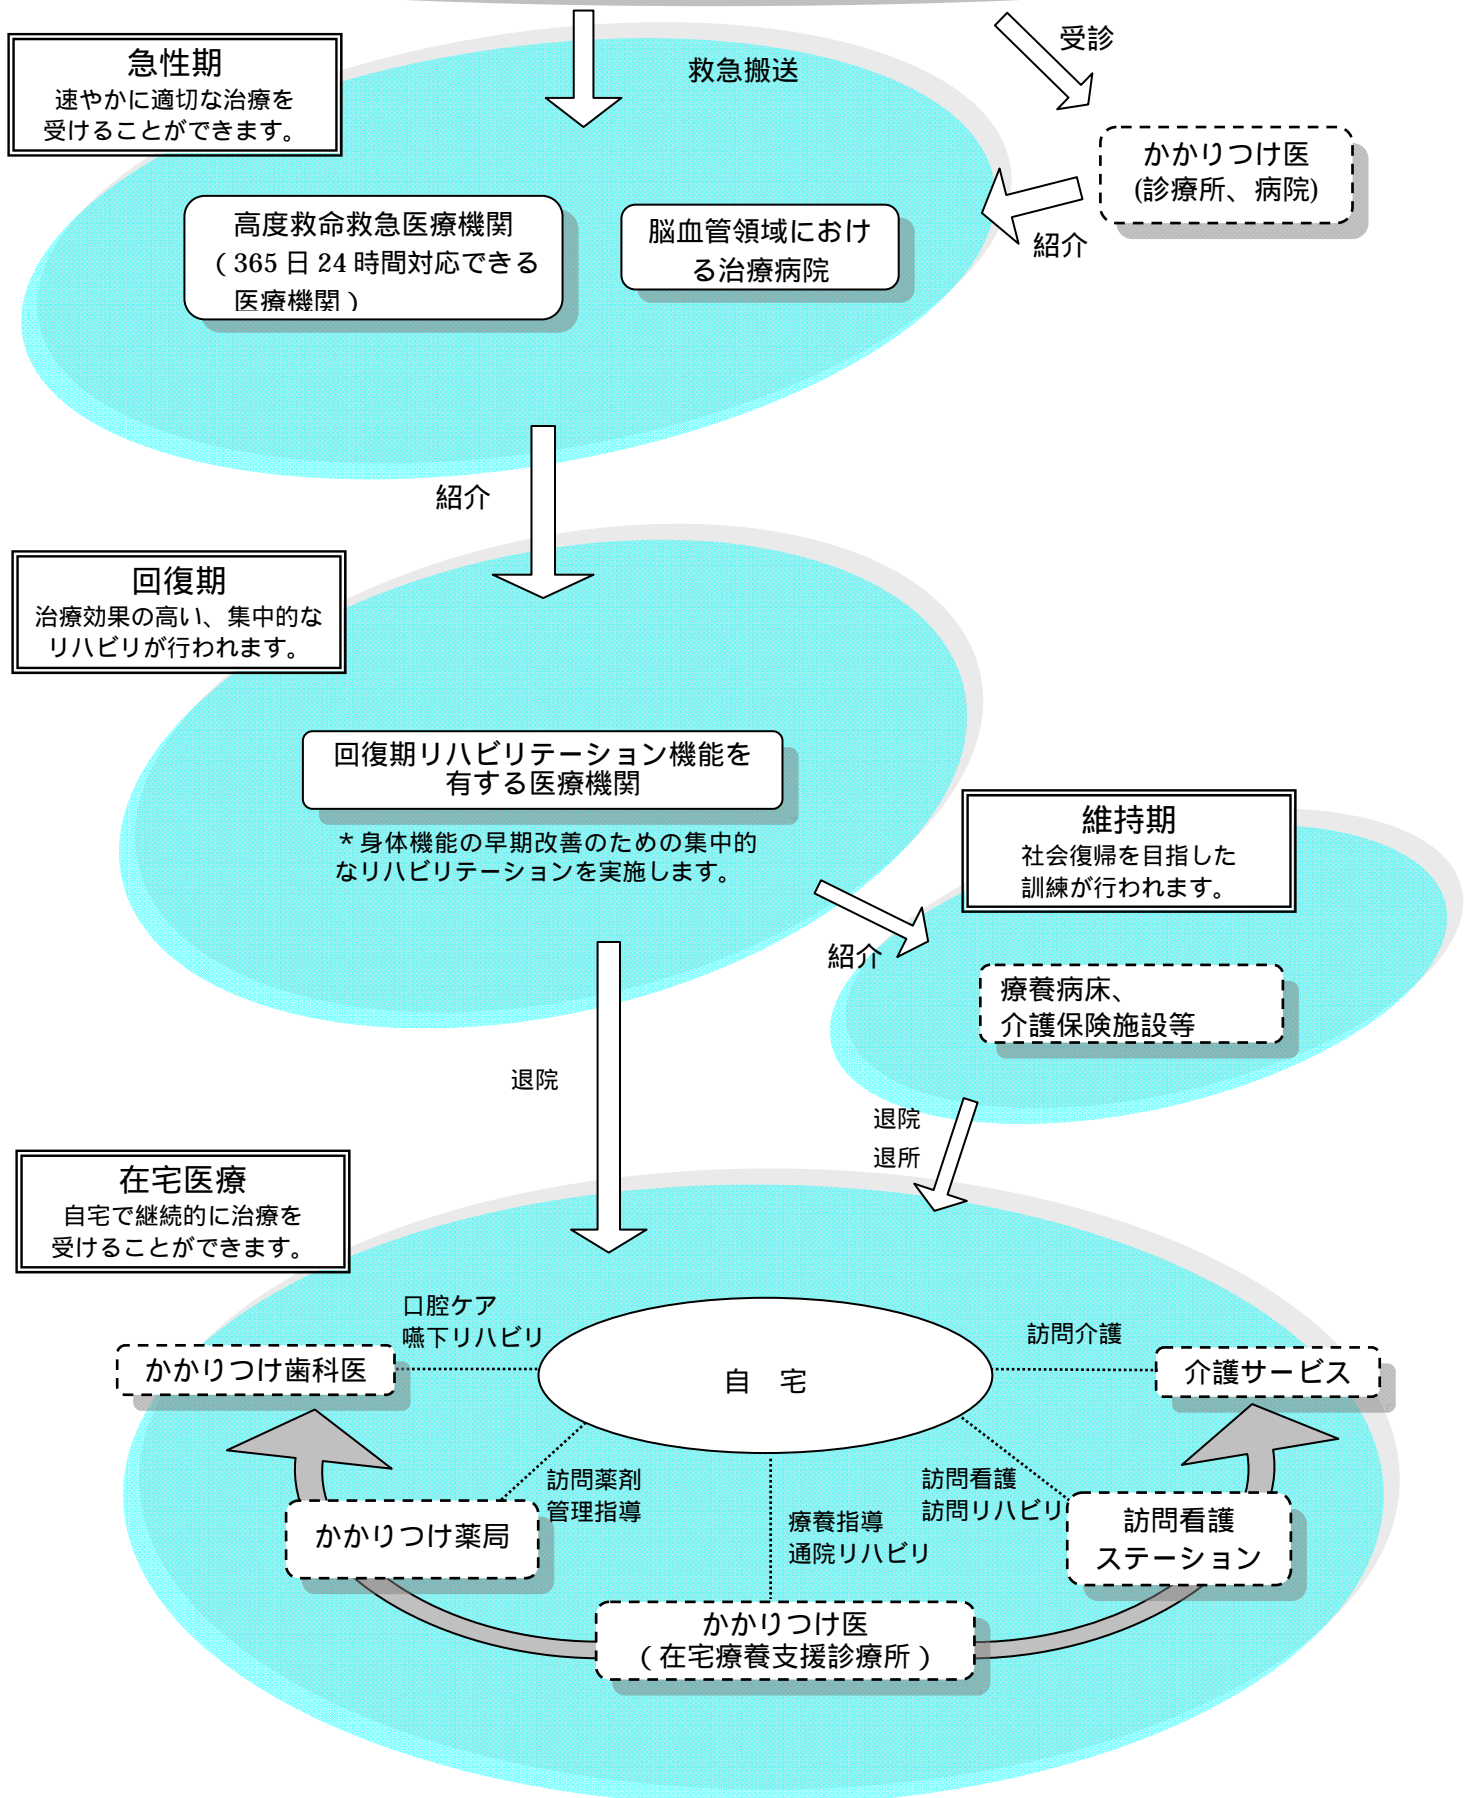 受診
救急搬送
急性期
速やかに適切な治療を
受けることができます。
かかりつけ医
(診療所、病院)
紹介
高度救命救急医療機関
（365日24時間対応できる
医療機関）
脳血管領域におけ
る治療病院
紹介
回復期
治療効果の高い、集中的な
リハビリが行われます。
回復期リハビリテーション機能を
有する医療機関
＊身体機能の早期改善のための集中的
なリハビリテーションを実施します。
維持期
社会復帰を目指した
訓練が行われます。
紹介
療養病床、
介護保険施設等
退院
退院
退所
在宅医療
自宅で継続的に治療を
受けることができます。
口腔ケア
嚥下リハビリ
訪問介護
かかりつけ歯科医
自　宅
介護サービス
訪問薬剤
管理指導
訪問看護
訪問リハビリ
療養指導
通院リハビリ
かかりつけ薬局
訪問看護
ステーション
かかりつけ医
（在宅療養支援診療所）